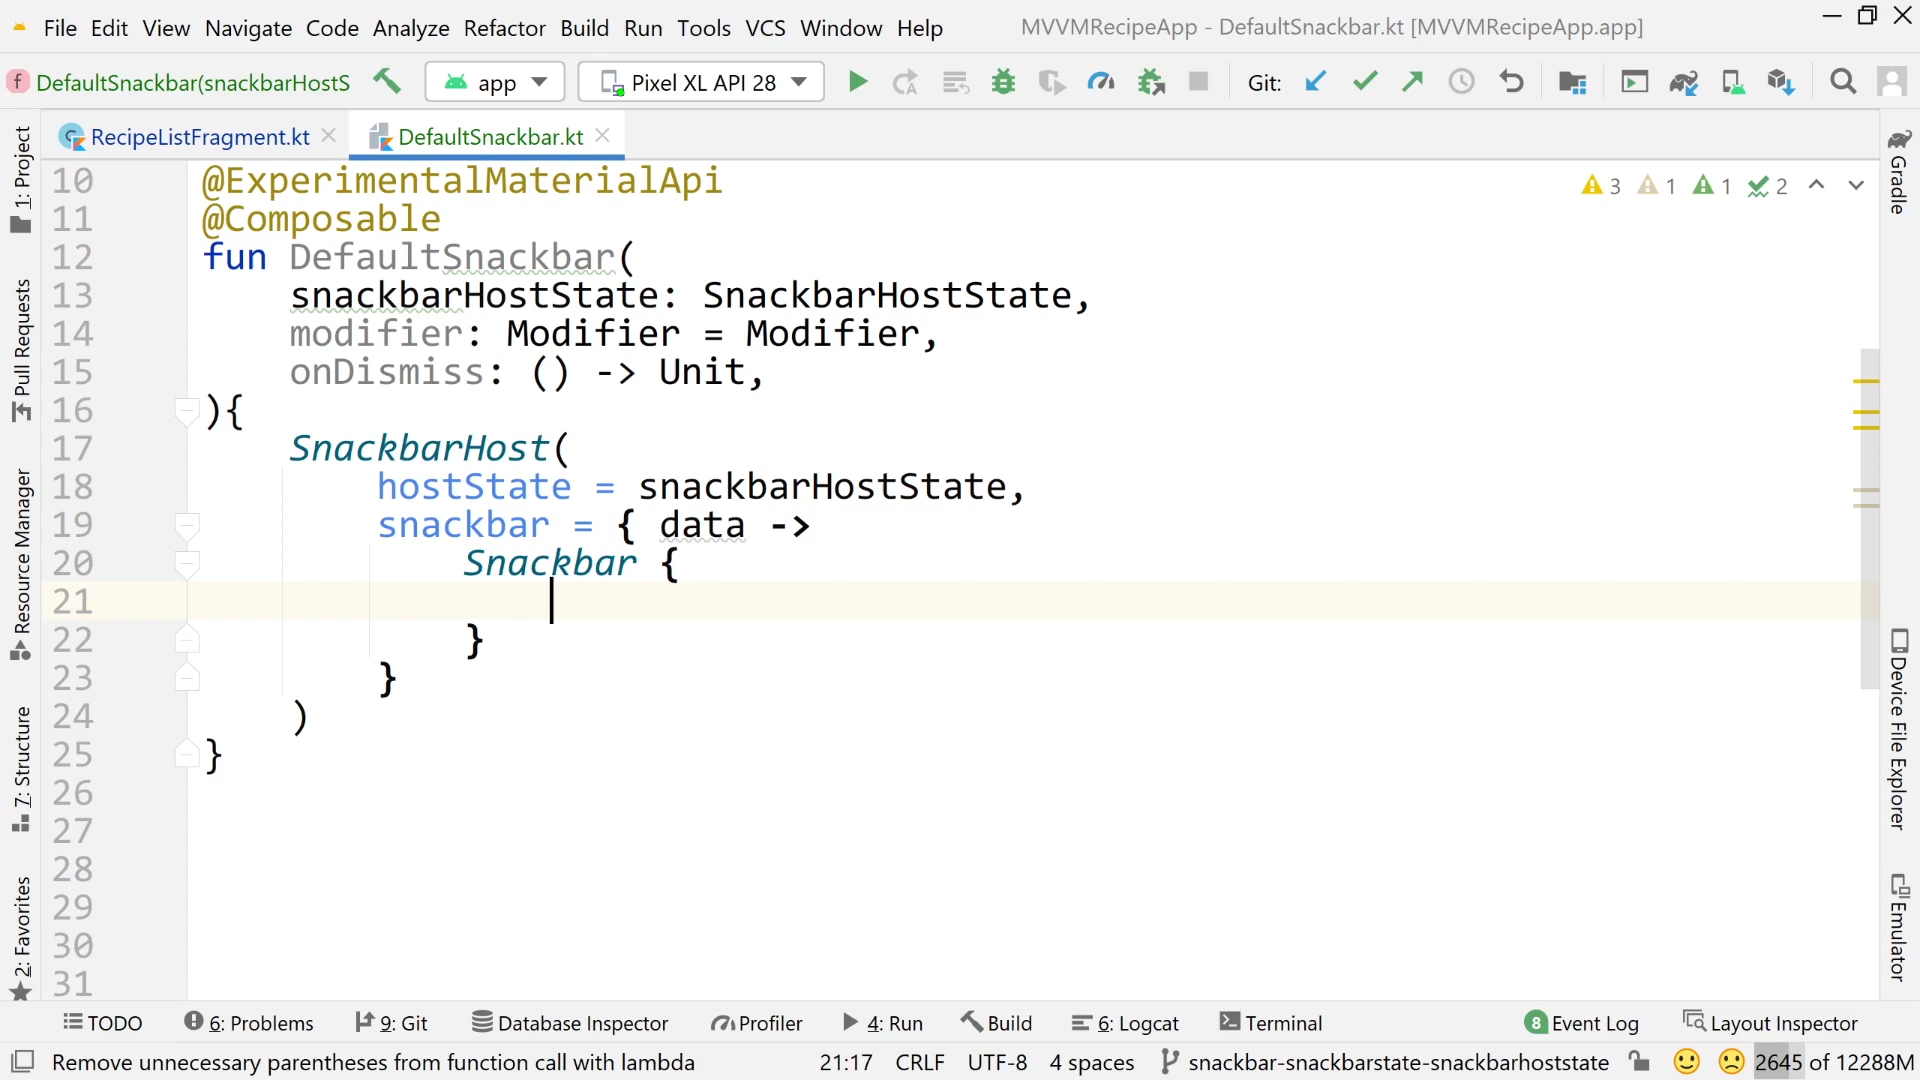 File Edit View Navigate Code Analyze Refactor Build Run Tools VCS Window Help MVVMRecipeApp - DefaultSnackbar.kt [MVVMRecipeApp.app]
f DefaultSnackbar(snackbarHostS app Pixel XL API 28 Git:
RecipeListFragment.kt DefaultSnackbar.kt
10 @ExperimentalMaterialApi
3 1 1 2
11 @Composable
12 fun DefaultSnackbar(
13 snackbarHostState: SnackbarHostState,
14 modifier: Modifier = Modifier,
15 onDismiss: () -> Unit,
16 ){
17 SnackbarHost(
18 hostState = snackbarHostState,
19 snackbar = { data ->
20 Snackbar {
21
22 }
23 }
24 )
25 }
26
27
28
29
30
31
1: Project
Pull Requests
Resource Manager
7: Structure
2: Favorites
Gradle
Device File Explorer
Emulator
TODO 6: Problems 9: Git Database Inspector Profiler 4: Run Build 6: Logcat Terminal 8 Event Log Layout Inspector
Remove unnecessary parentheses from function call with lambda 21:17 CRLF UTF-8 4 spaces snackbar-snackbarstate-snackbarhoststate 2645 of 12288M